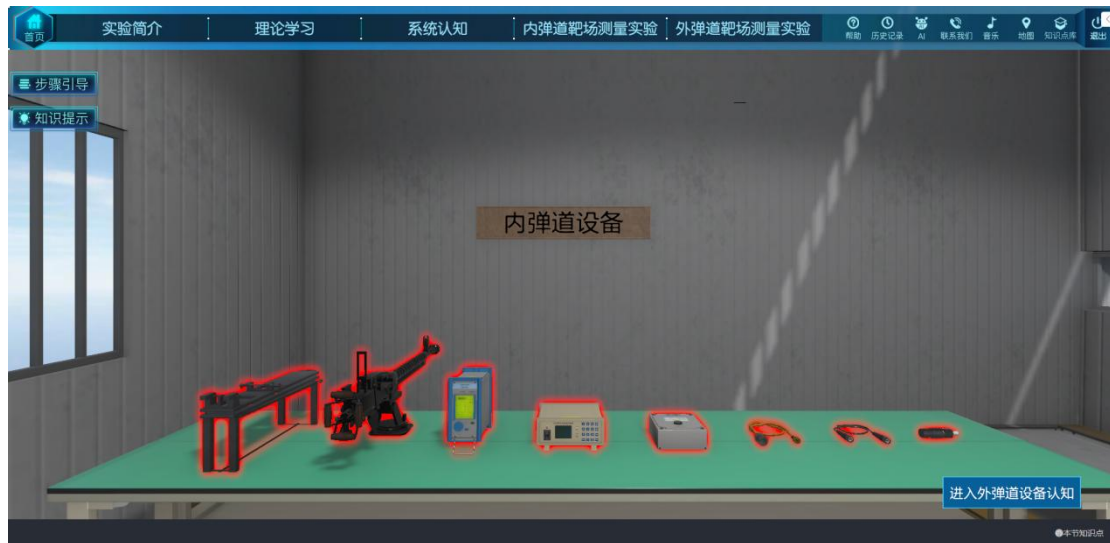 首页
实验简介
理论学习
系统认知
内弹道靶场测量实验
外弹道靶场测量实验
帮助
历史记录
AI
联系我们
音乐
地图
知识点库
退出
步骤引导
知识提示
内弹道设备
进入外弹道设备认知
本节知识点